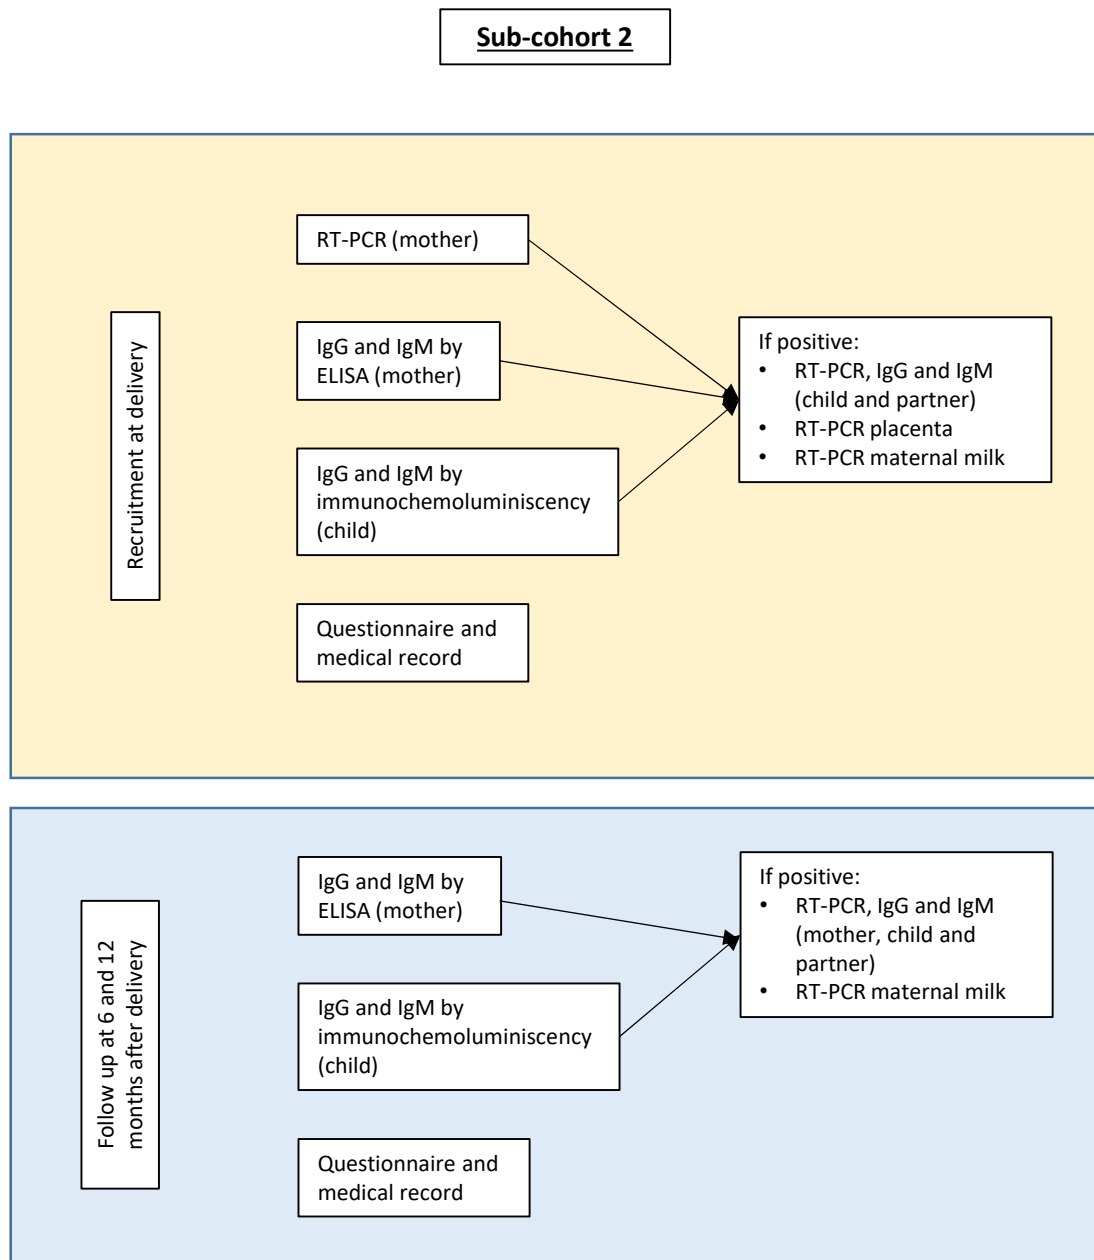 Sub-cohort 2
Recruitment at delivery
RT-PCR (mother)
IgG and IgM by
ELISA (mother)
IgG and IgM by
immunochemoluminiscency
(child)
Questionnaire and
medical record
If positive:
• RT-PCR, IgG and IgM
(child and partner)
• RT-PCR placenta
• RT-PCR maternal milk
Follow up at 6 and 12
months after delivery
IgG and IgM by
ELISA (mother)
IgG and IgM by
immunochemoluminiscency
(child)
Questionnaire and
medical record
If positive:
• RT-PCR, IgG and IgM
(mother, child and
partner)
• RT-PCR maternal milk